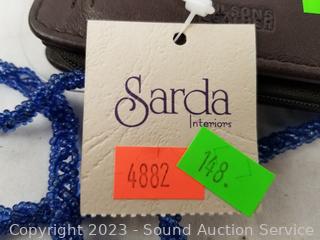 Sarda
Interiors
4882
148.
Copyright © 2023 - Sound Auction Service